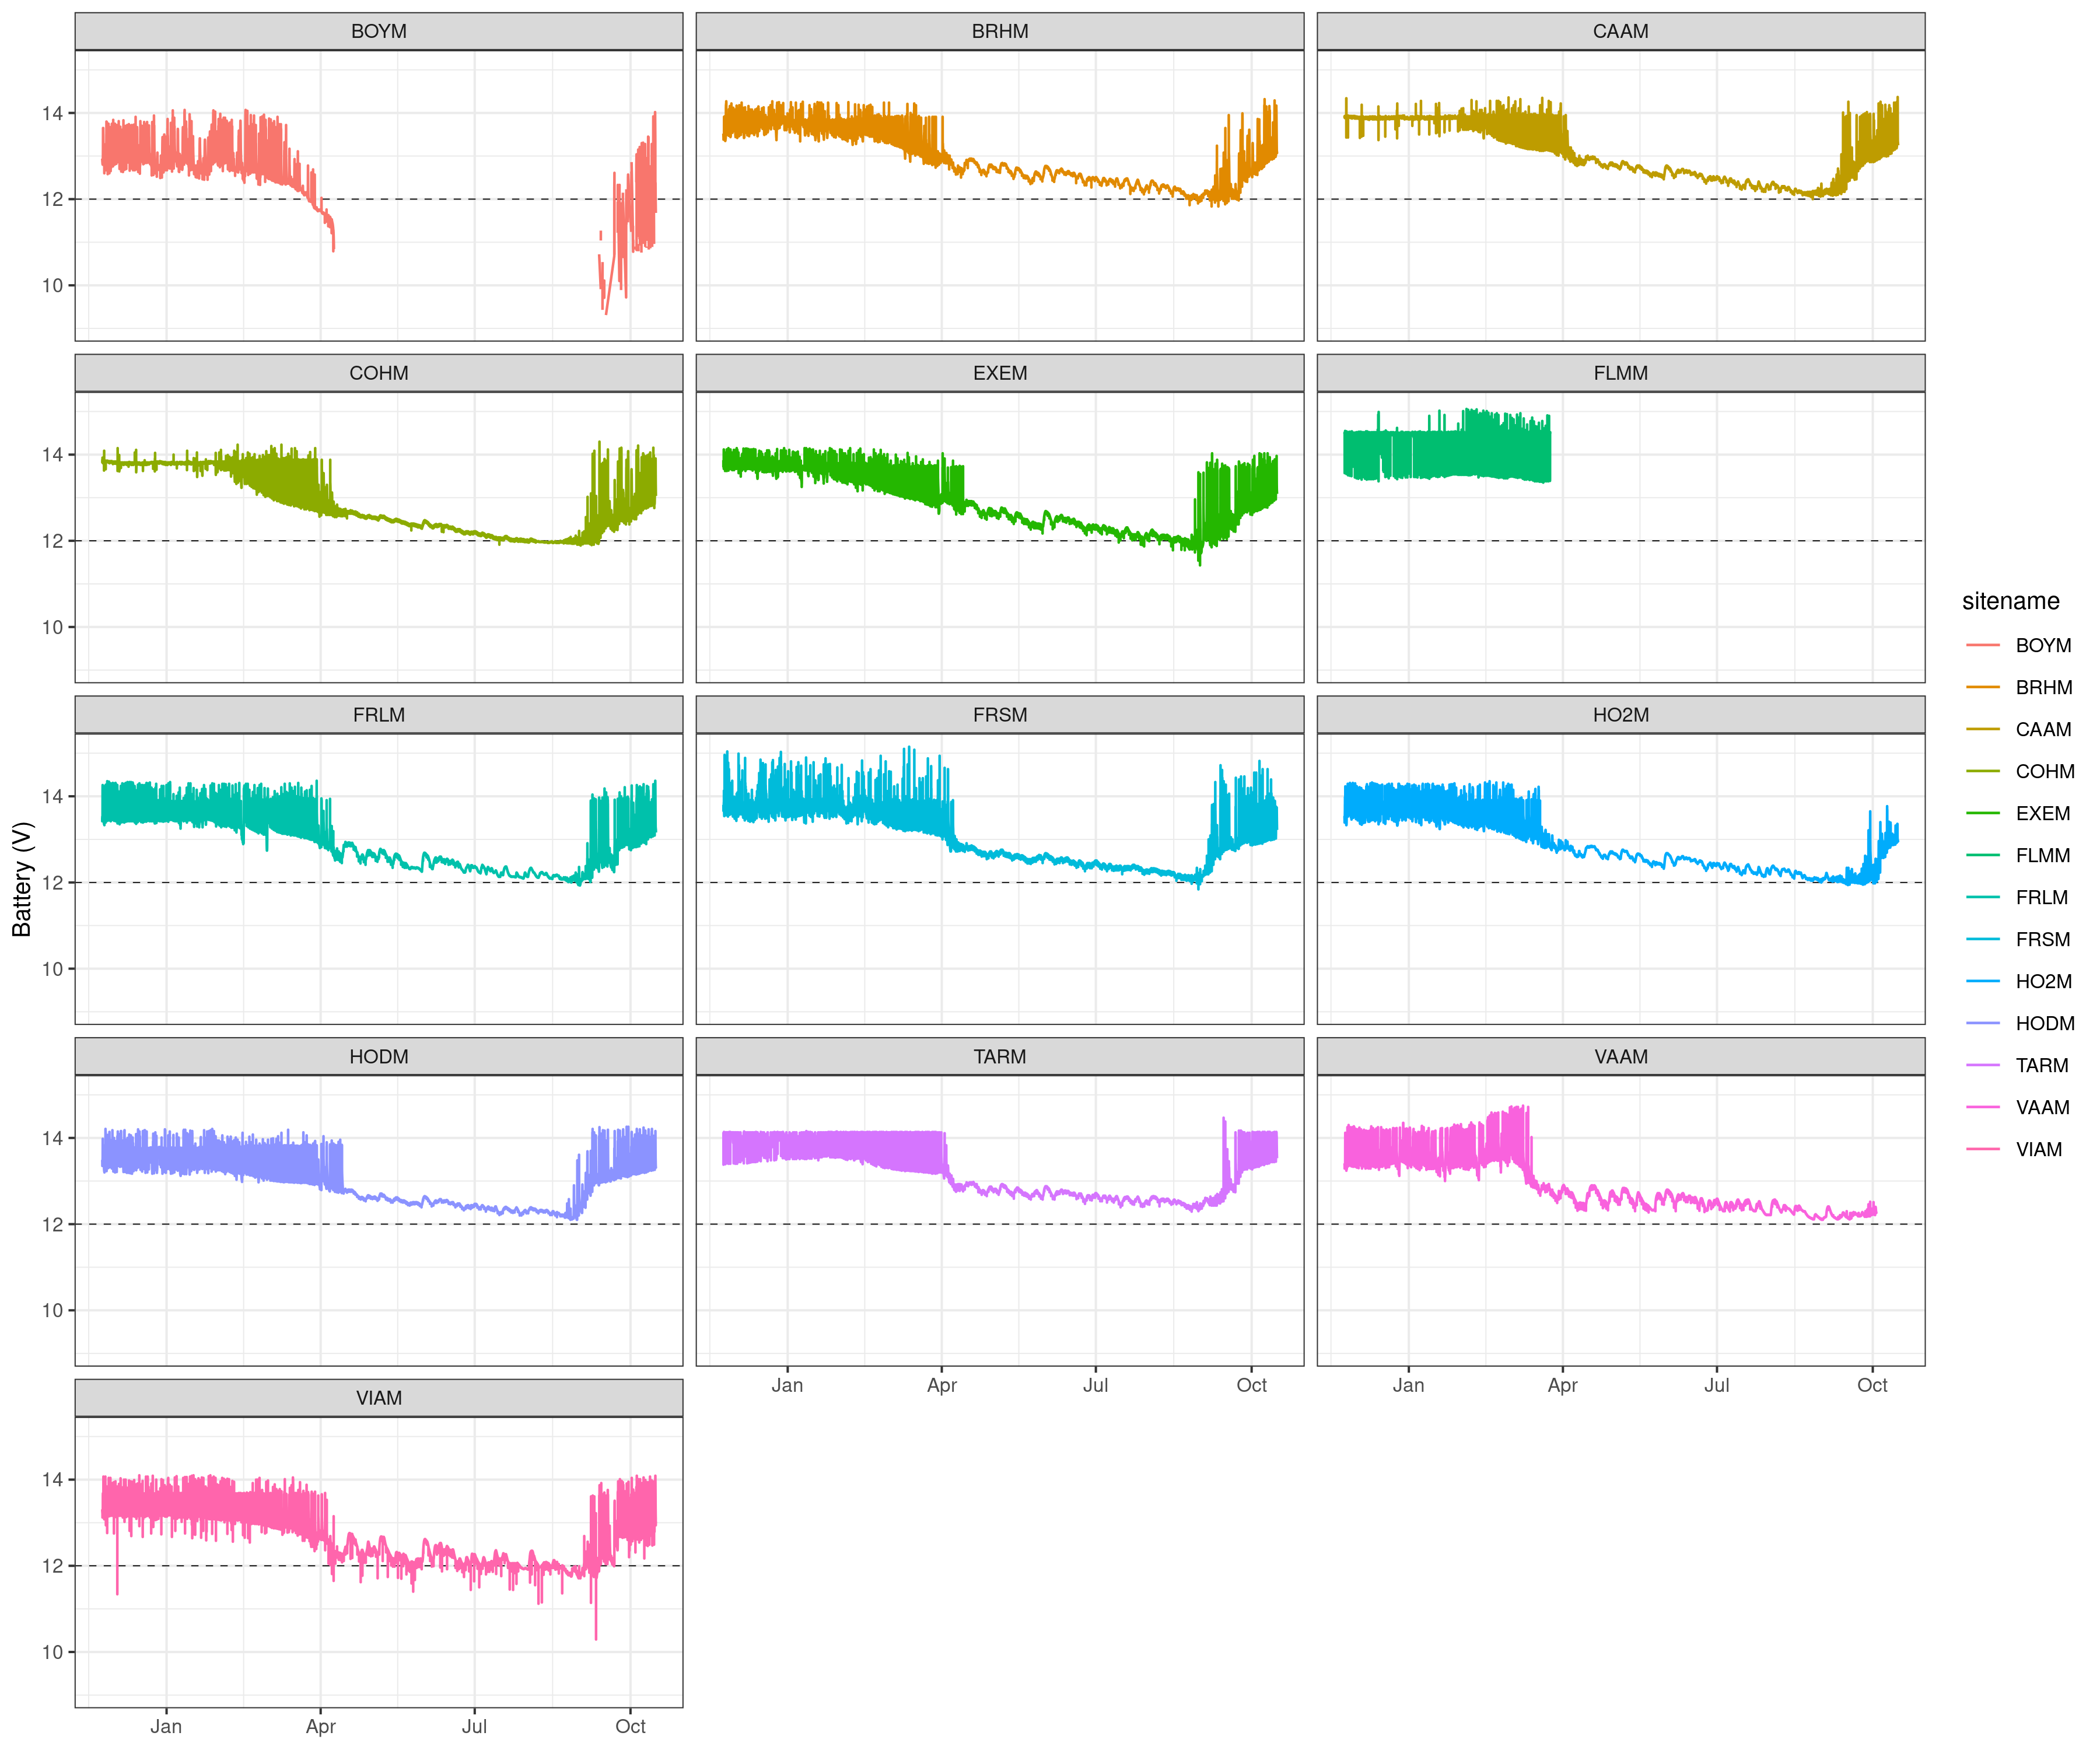 BOYM BRHM CAAM
14
12
10
COHM EXEM FLMM
14
12
10
FRLM FRSM HO2M
14
12
10
HODM TARM VAAM
14
12
10
Jan Apr Jul Oct Jan Apr Jul Oct
VIAM
14
12
10
Jan Apr Jul Oct
Battery (V)
sitename
BOYM
BRHM
CAAM
COHM
EXEM
FLMM
FRLM
FRSM
HO2M
HODM
TARM
VAAM
VIAM